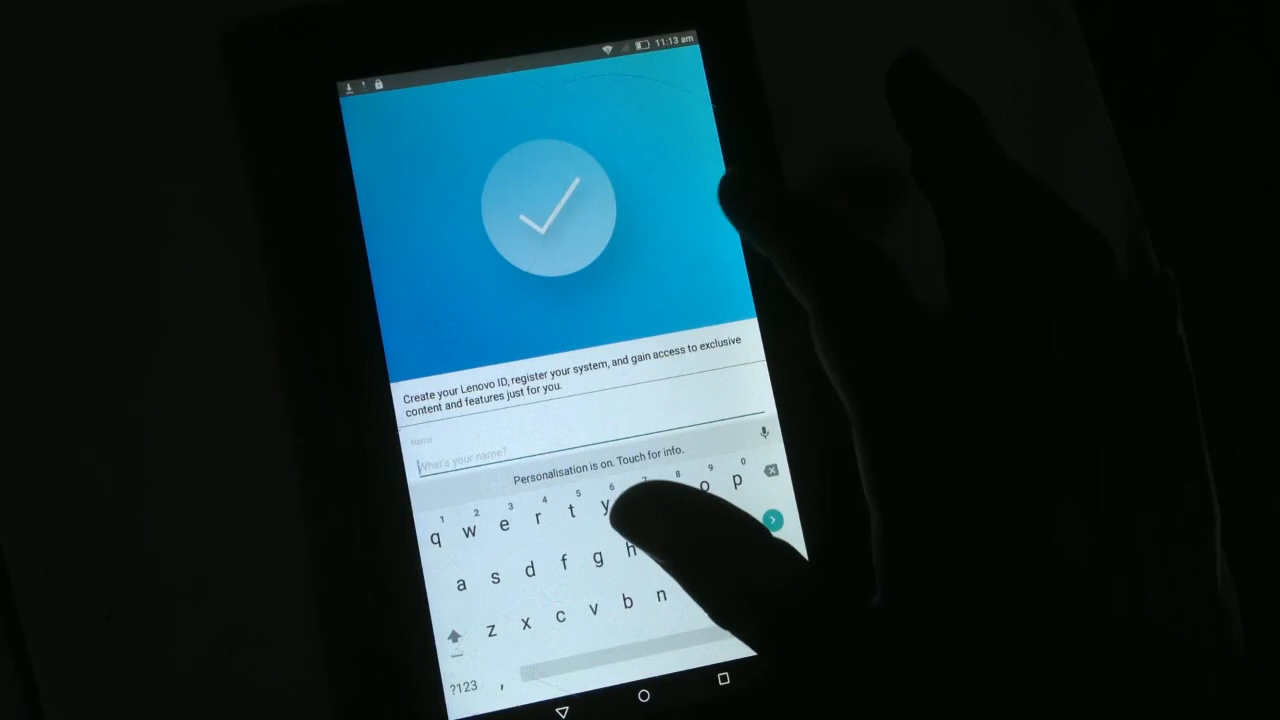 11:13 am
Create your Lenovo ID, register your system, and gain access to exclusive
content and features just for you.
Name
What's your name?
Personalisation is on. Touch for info.
1 2 3 4 5 6 7 8 9 0
q w e r t y o p
a s d f g h
z x c v b n
?123 ,